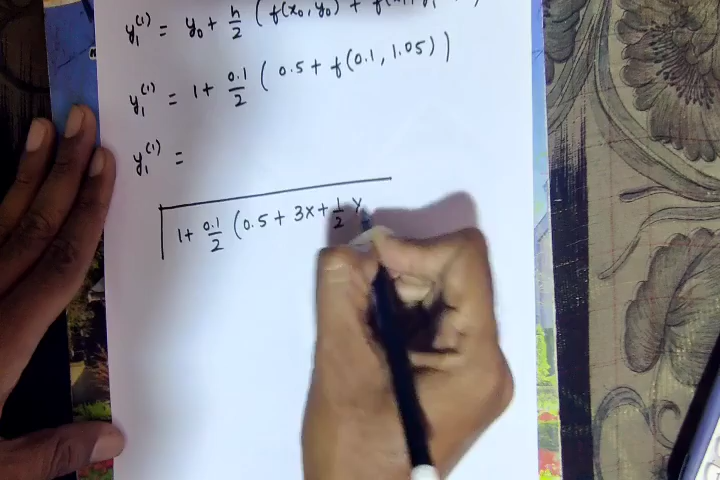 y₁⁽¹⁾ = y₀ + h/2 ( f(x₀, y₀) +
y₁⁽¹⁾ = 1 + 0.1/2 ( 0.5 + f(0.1, 1.05) )
y₁⁽¹⁾ =
1 + 0.1/2 ( 0.5 + 3x + 1/2 y